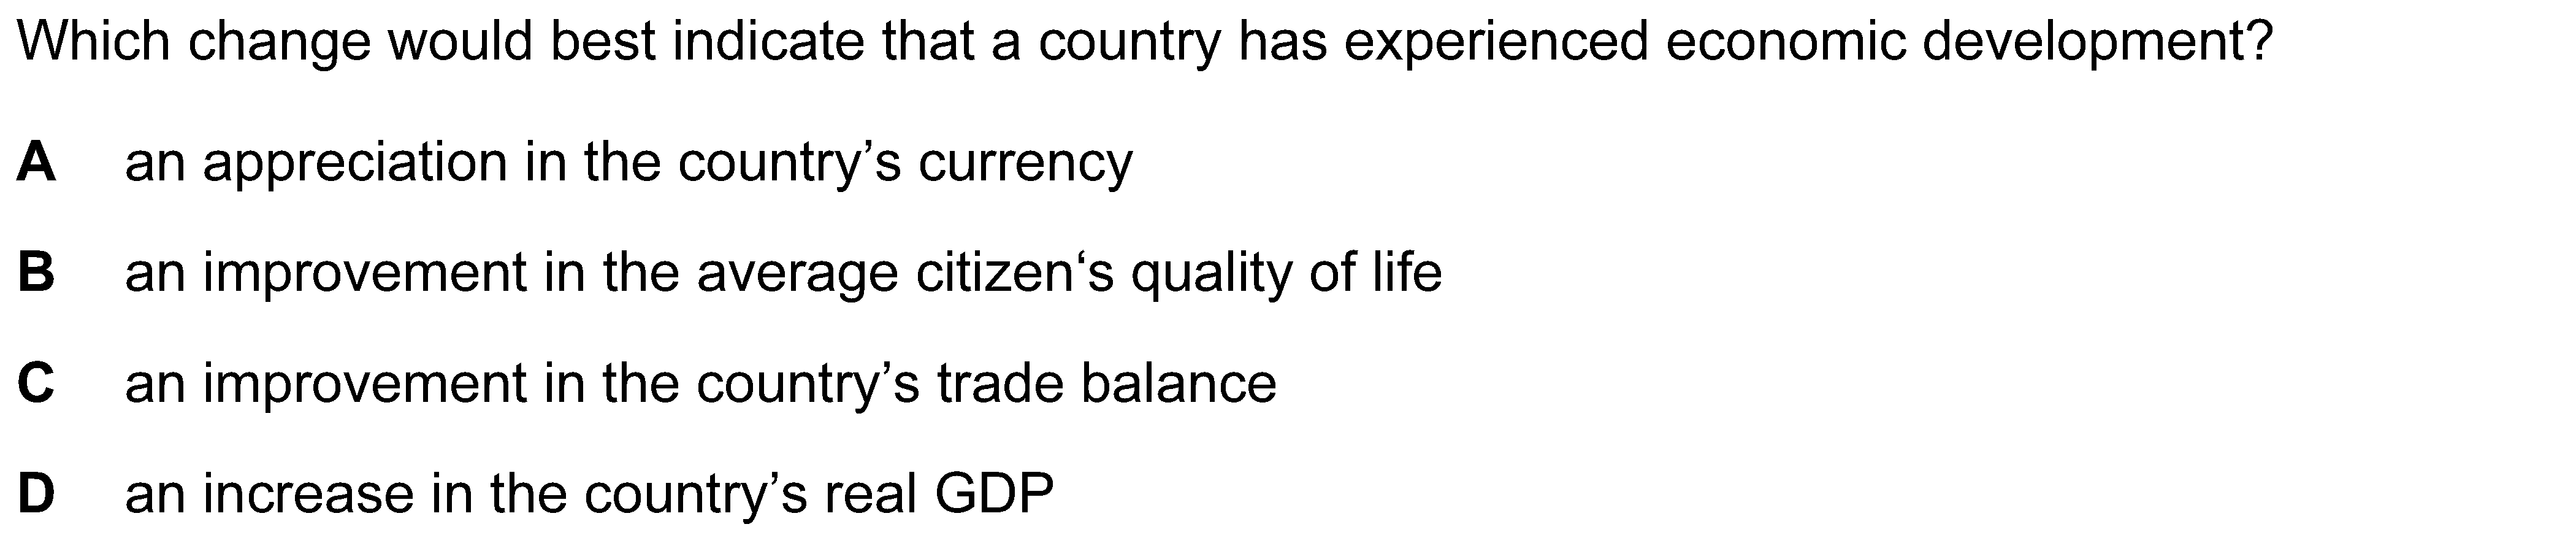 Which change would best indicate that a country has experienced economic development?
A an appreciation in the country’s currency
B an improvement in the average citizen‘s quality of life
C an improvement in the country’s trade balance
D an increase in the country’s real GDP